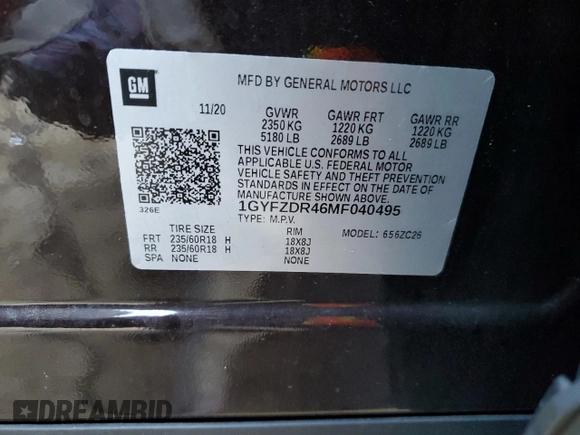 GM
MFD BY GENERAL MOTORS LLC
11/20 GVWR GAWR FRT GAWR RR
2350 KG 1220 KG 1220 KG
5180 LB 2689 LB 2689 LB
THIS VEHICLE CONFORMS TO ALL
APPLICABLE U.S. FEDERAL MOTOR
VEHICLE SAFETY AND THEFT PREVENTION
STANDARDS IN EFFECT ON THE DATE OF
MANUFACTURE SHOWN ABOVE.
326E 1GYFZDR46MF040495
TYPE: M.P.V. MODEL: 656ZC26
TIRE SIZE RIM
FRT 235/60R18 H 18X8J
RR 235/60R18 H 18X8J
SPA NONE NONE
DREAMBID